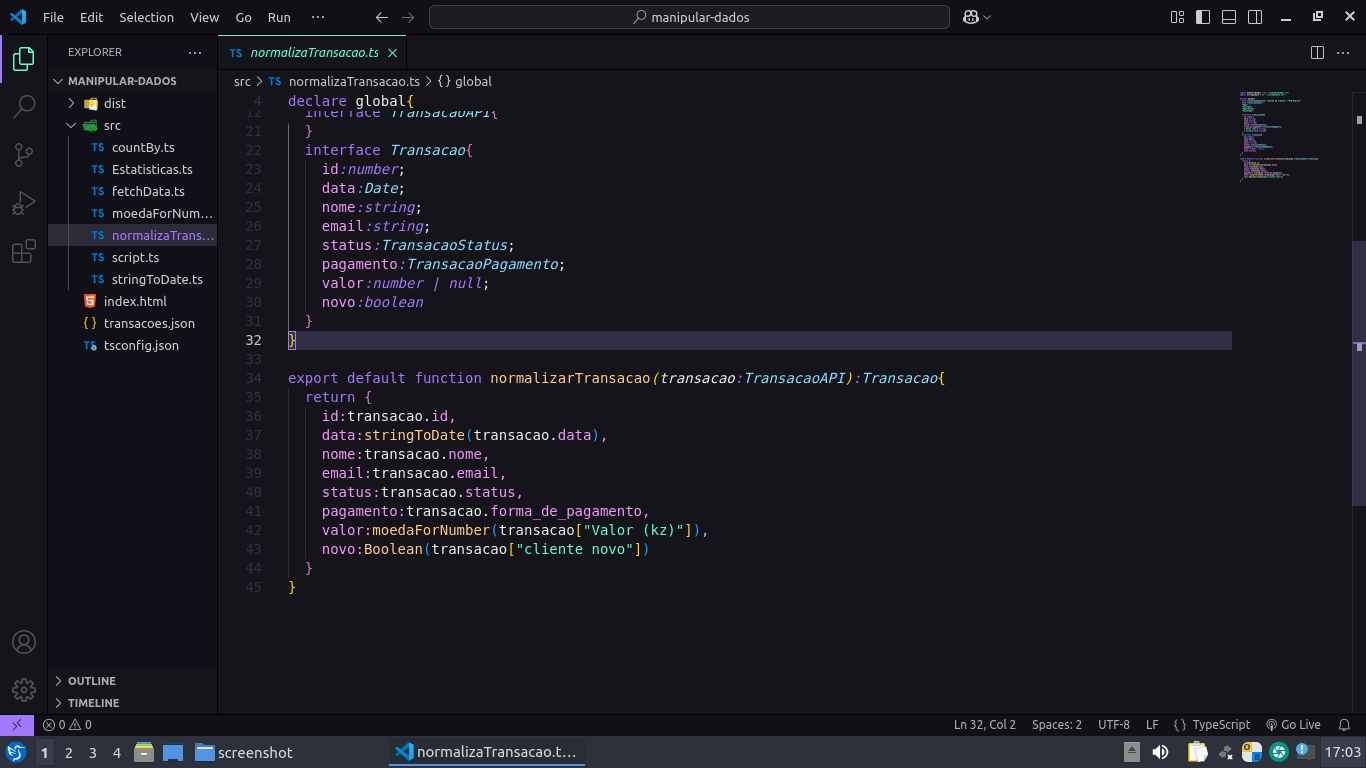 File Edit Selection View Go Run ··· manipular-dados
EXPLORER ···
MANIPULAR-DADOS
dist
src
TS countBy.ts
TS Estatisticas.ts
TS fetchData.ts
TS moedaForNum...
TS normalizaTrans...
TS script.ts
TS stringToDate.ts
index.html
{ } transacoes.json
TS tsconfig.json
OUTLINE
TIMELINE
TS normalizaTransacao.ts
src > TS normalizaTransacao.ts > { } global
4 declare global{
12 interface TransacaoAPI{
21 }
22 interface Transacao{
23 id:number;
24 data:Date;
25 nome:string;
26 email:string;
27 status:TransacaoStatus;
28 pagamento:TransacaoPagamento;
29 valor:number | null;
30 novo:boolean
31 }
32 }
33
34 export default function normalizarTransacao(transacao:TransacaoAPI):Transacao{
35 return {
36 id:transacao.id,
37 data:stringToDate(transacao.data),
38 nome:transacao.nome,
39 email:transacao.email,
40 status:transacao.status,
41 pagamento:transacao.forma_de_pagamento,
42 valor:moedaForNumber(transacao["Valor (kz)"]),
43 novo:Boolean(transacao["cliente novo"])
44 }
45 }
0 0 Ln 32, Col 2 Spaces: 2 UTF-8 LF { } TypeScript Go Live
1 2 3 4 screenshot normalizaTransacao.t... 17:03